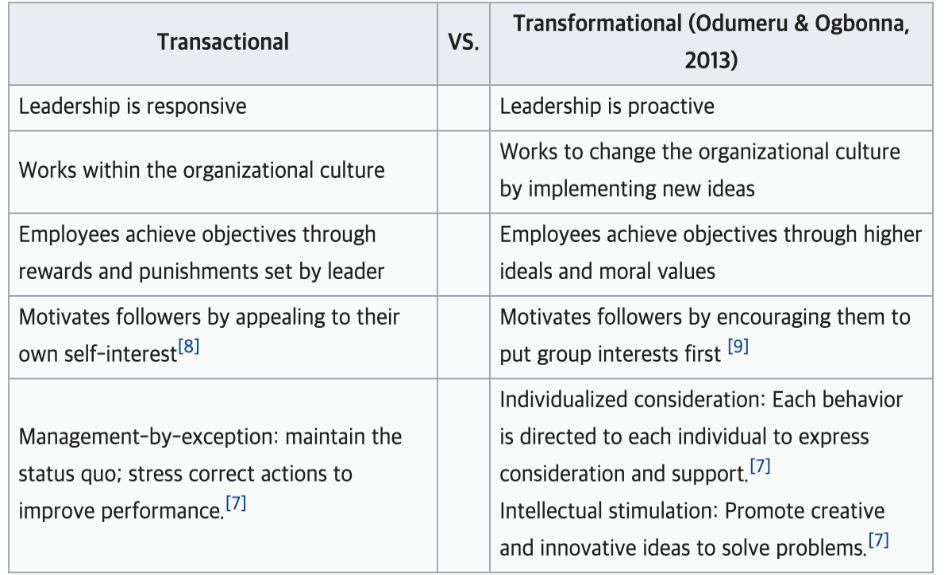 Transactional
VS.
Transformational (Odumeru & Ogbonna,
2013)
Leadership is responsive
Leadership is proactive
Works within the organizational culture
Works to change the organizational culture
by implementing new ideas
Employees achieve objectives through
rewards and punishments set by leader
Employees achieve objectives through higher
ideals and moral values
Motivates followers by appealing to their
own self-interest[8]
Motivates followers by encouraging them to
put group interests first [9]
Management-by-exception: maintain the
status quo; stress correct actions to
improve performance.[7]
Individualized consideration: Each behavior
is directed to each individual to express
consideration and support.[7]
Intellectual stimulation: Promote creative
and innovative ideas to solve problems.[7]